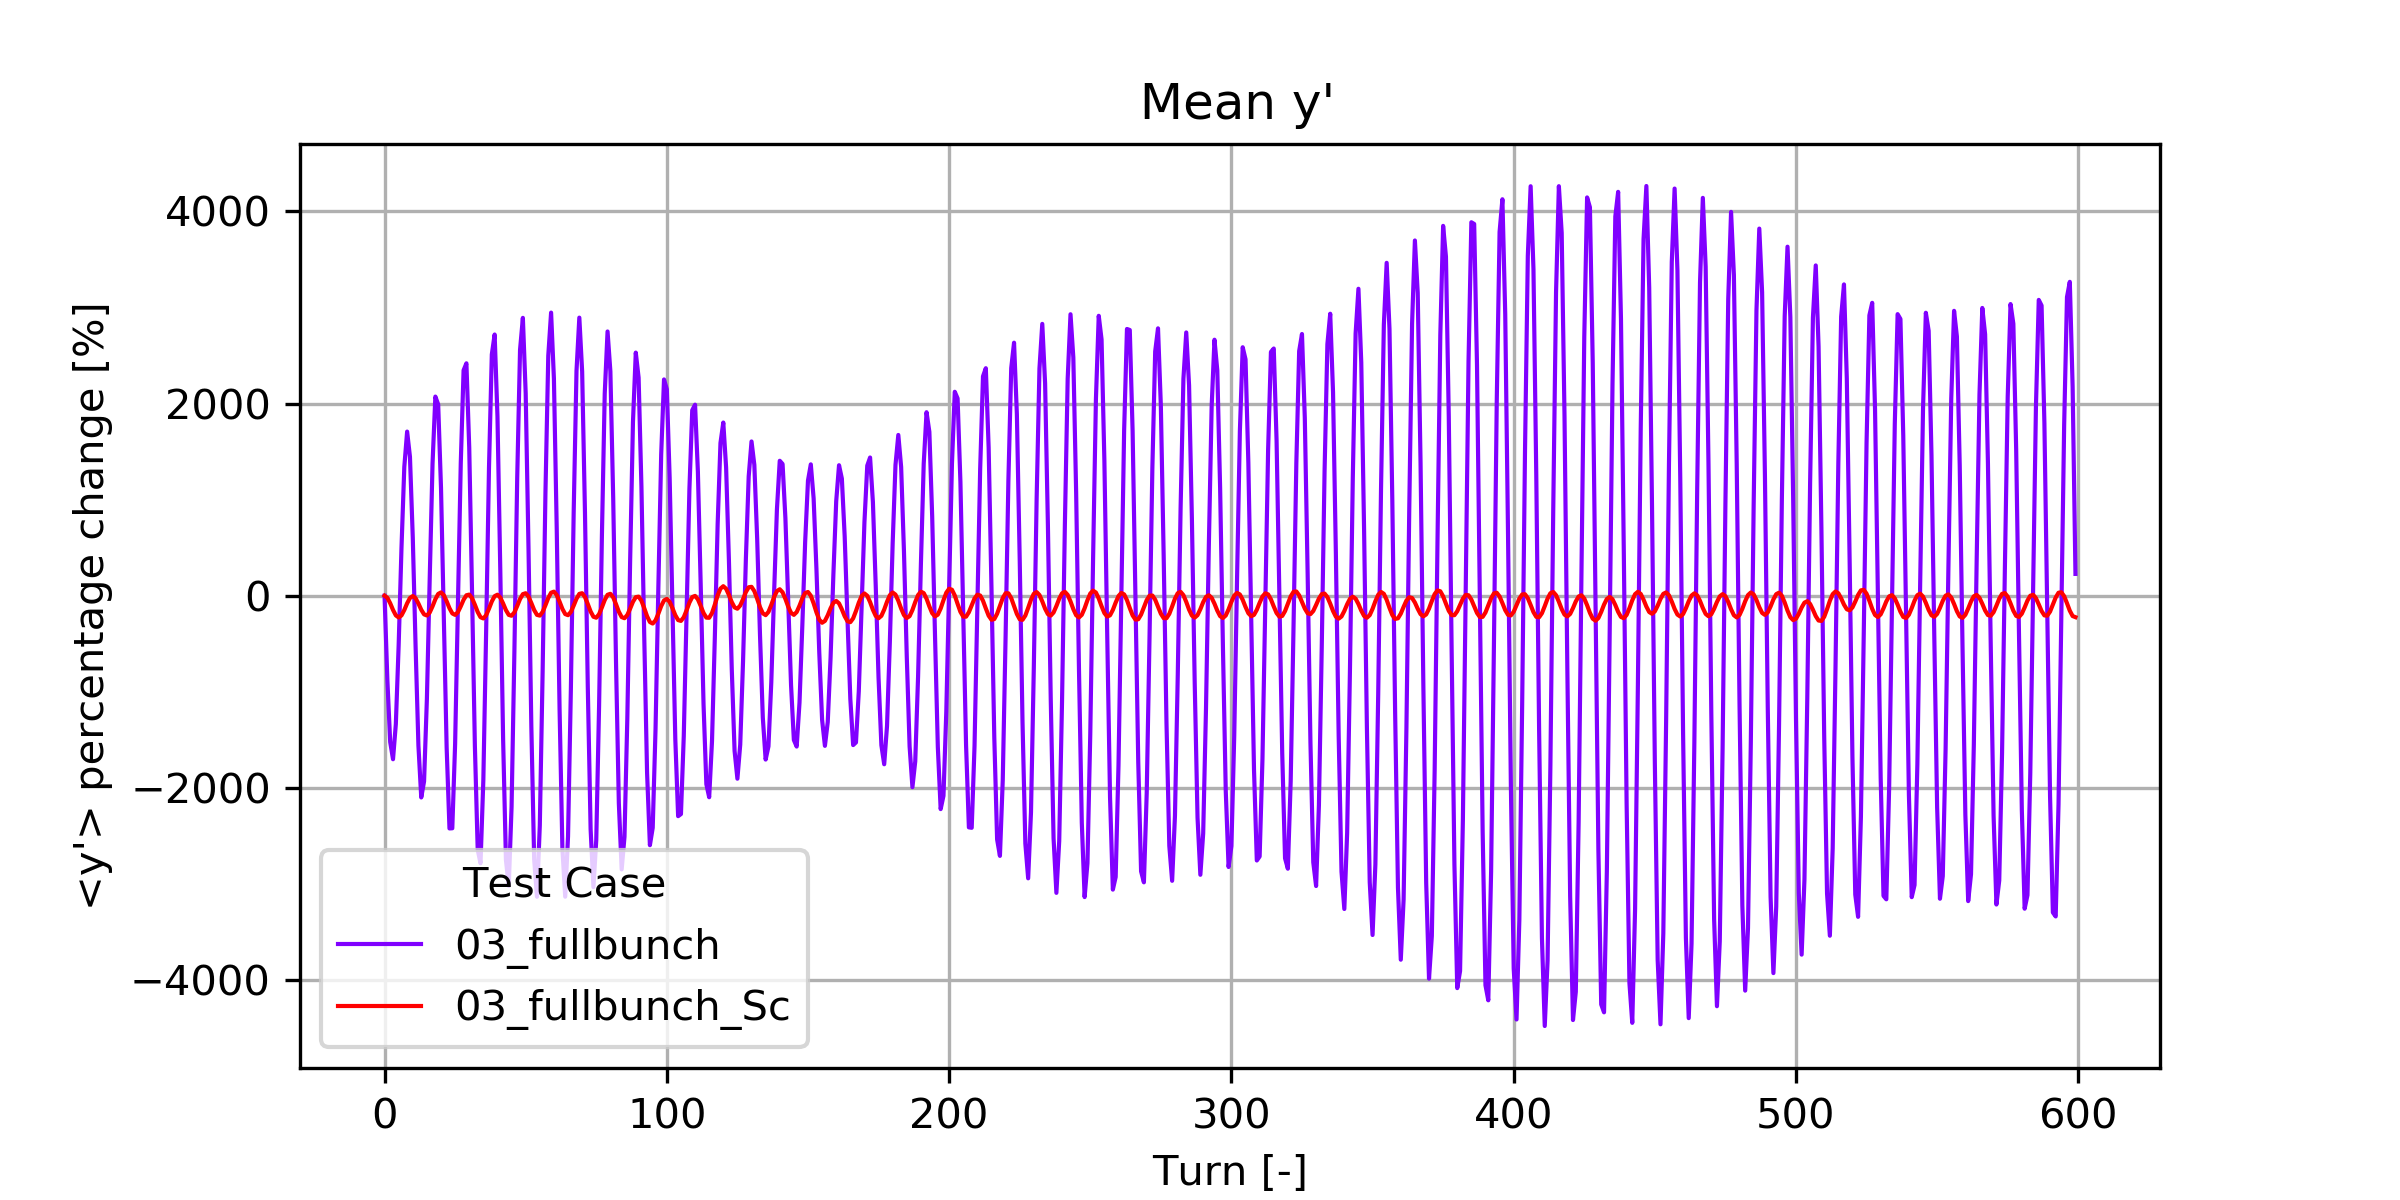 Mean y'
<y'> percentage change [%]
4000
2000
0
−2000
−4000
Test Case
03_fullbunch
03_fullbunch_Sc
0 100 200 300 400 500 600
Turn [-]